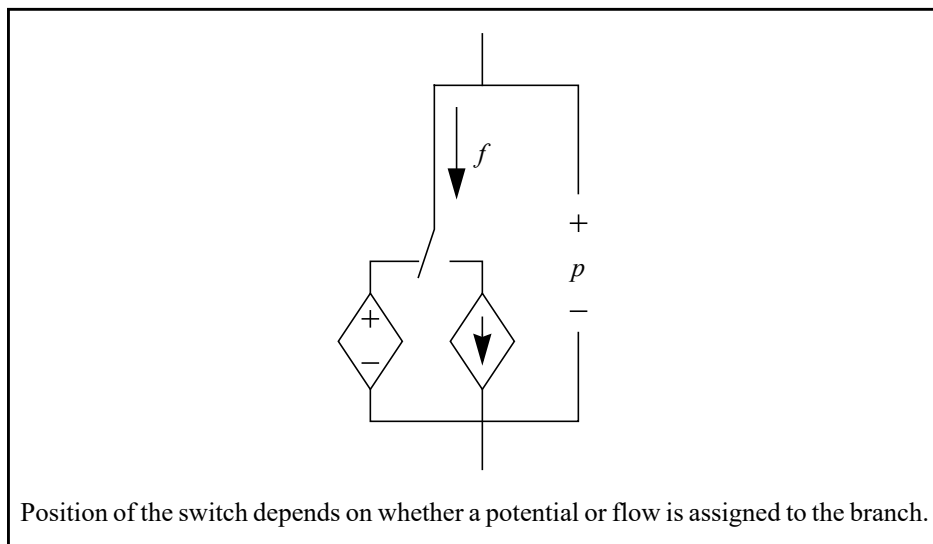 f
+
p
–
+
–
Position of the switch depends on whether a potential or flow is assigned to the branch.